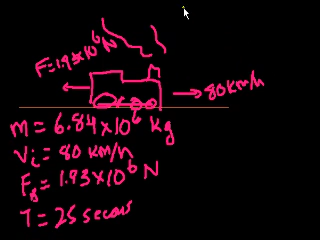 F=1.93×10⁶ N
80 km/h
m = 6.84×10⁶ kg
Vi = 80 km/h
FB = 1.93×10⁶ N
T = 25 seconds